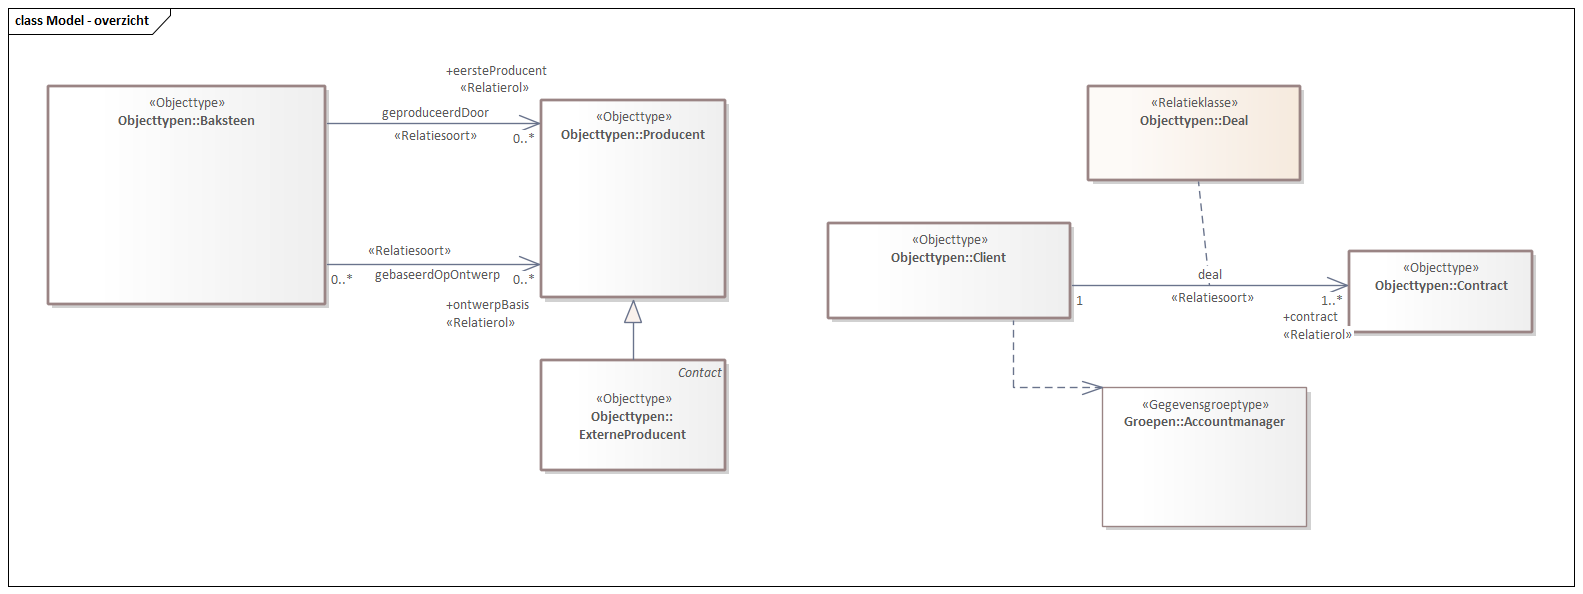 class Model - overzicht
+eersteProducent
«Relatierol»
«Objecttype»
Objecttypen::Baksteen
geproduceerdDoor
«Relatiesoort»
0..*
«Objecttype»
Objecttypen::Producent
«Relatiesoort»
0..*
gebaseerdOpOntwerp
0..*
+ontwerpBasis
«Relatierol»
Contact
«Objecttype»
Objecttypen::
ExterneProducent
«Relatieklasse»
Objecttypen::Deal
«Objecttype»
Objecttypen::Client
deal
«Relatiesoort»
1
1..*
+contract
«Relatierol»
«Objecttype»
Objecttypen::Contract
«Gegevensgroeptype»
Groepen::Accountmanager